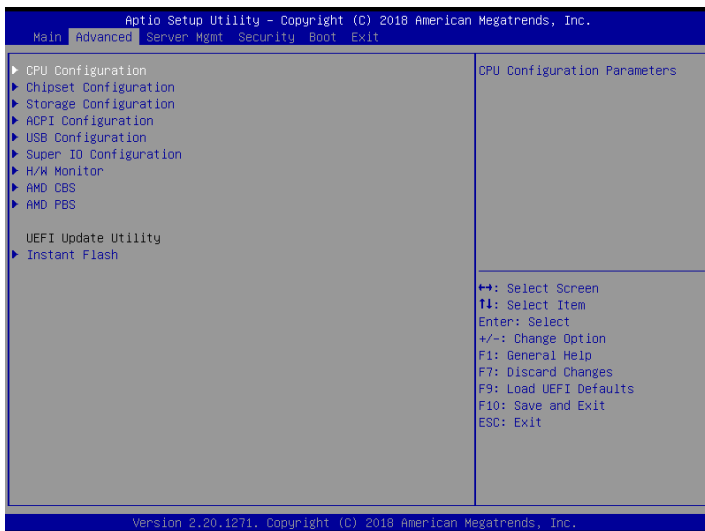 Aptio Setup Utility – Copyright (C) 2018 American Megatrends, Inc.
Main Advanced Server Mgmt Security Boot Exit
▶ CPU Configuration
▶ Chipset Configuration
▶ Storage Configuration
▶ ACPI Configuration
▶ USB Configuration
▶ Super IO Configuration
▶ H/W Monitor
▶ AMD CBS
▶ AMD PBS
UEFI Update Utility
▶ Instant Flash
CPU Configuration Parameters
↔: Select Screen
↑↓: Select Item
Enter: Select
+/-: Change Option
F1: General Help
F7: Discard Changes
F9: Load UEFI Defaults
F10: Save and Exit
ESC: Exit
Version 2.20.1271. Copyright (C) 2018 American Megatrends, Inc.